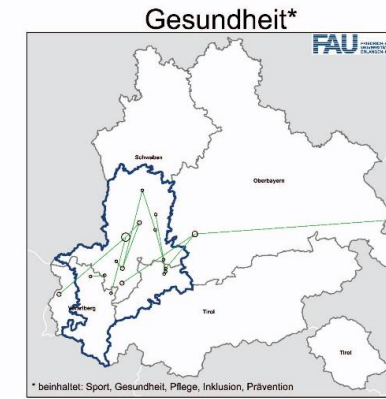 Gesundheit*
FAU
Schwaben
Oberbayern
Vorarlberg
Tirol
Tirol
* beinhaltet: Sport, Gesundheit, Pflege, Inklusion, Prävention